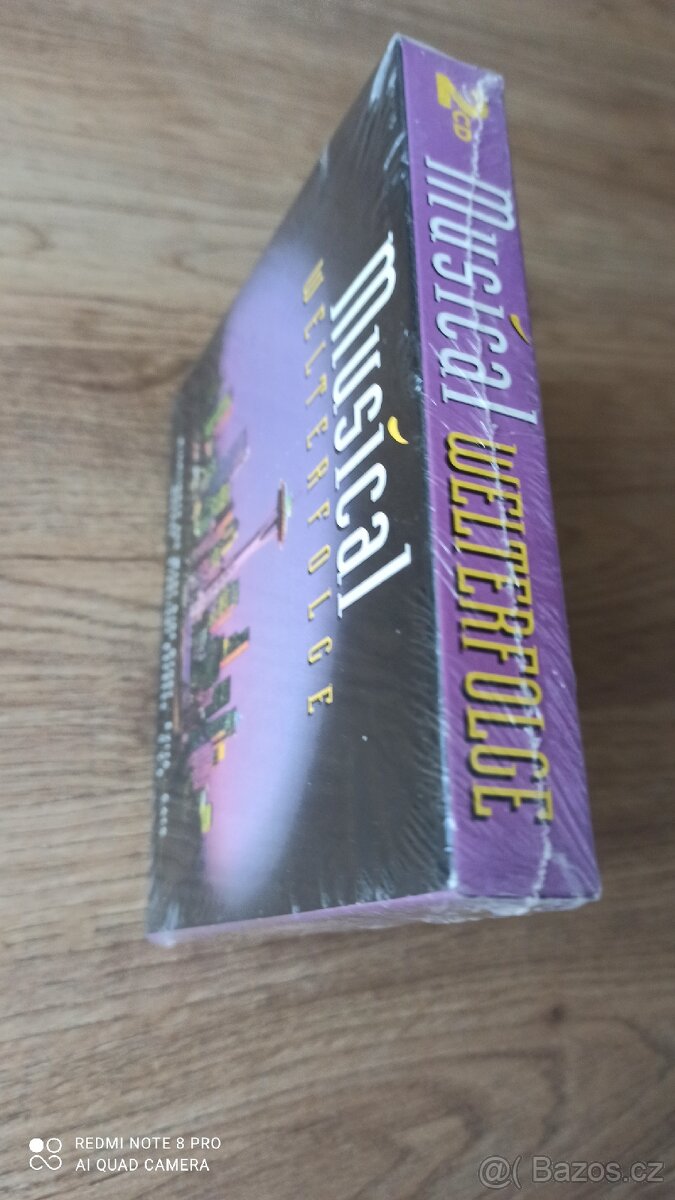 2CD
musical WELTERFOLGE
musical
WELTERFOLGE
REDMI NOTE 8 PRO
AI QUAD CAMERA
@( Bazos.cz